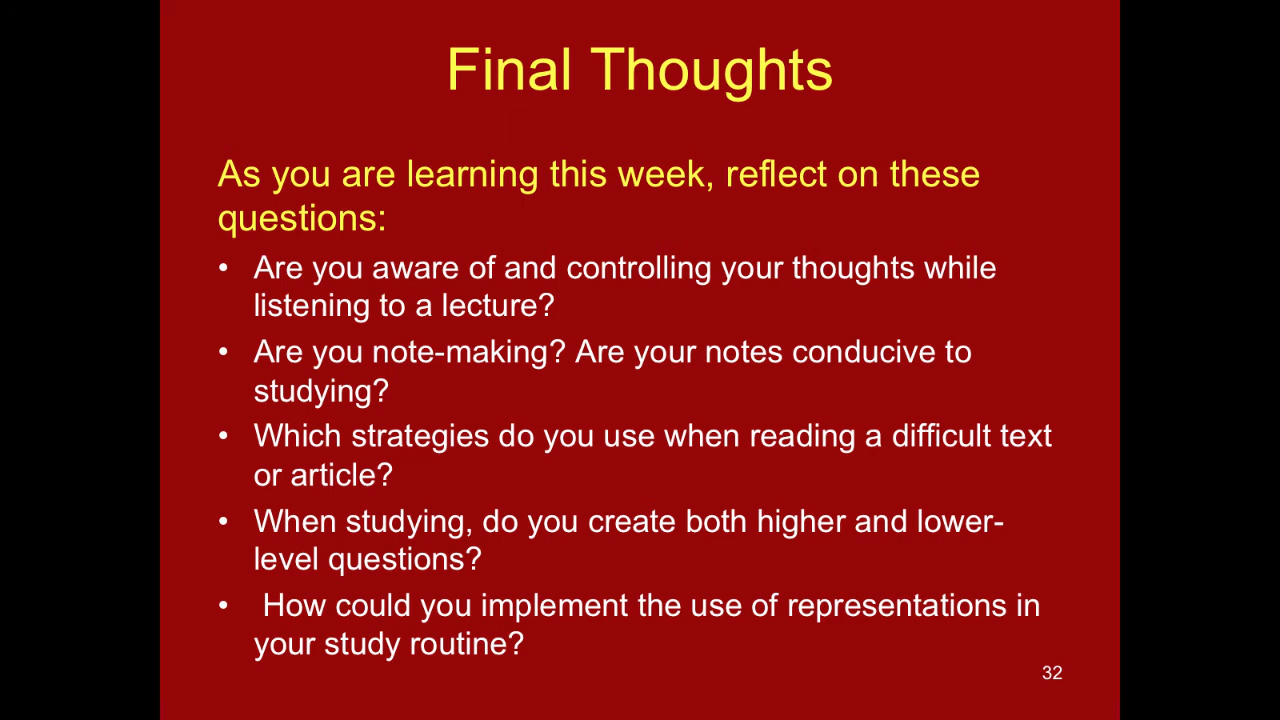 Final Thoughts
As you are learning this week, reflect on these
questions:
• Are you aware of and controlling your thoughts while
listening to a lecture?
• Are you note-making? Are your notes conducive to
studying?
• Which strategies do you use when reading a difficult text
or article?
• When studying, do you create both higher and lower-
level questions?
• How could you implement the use of representations in
your study routine?
32